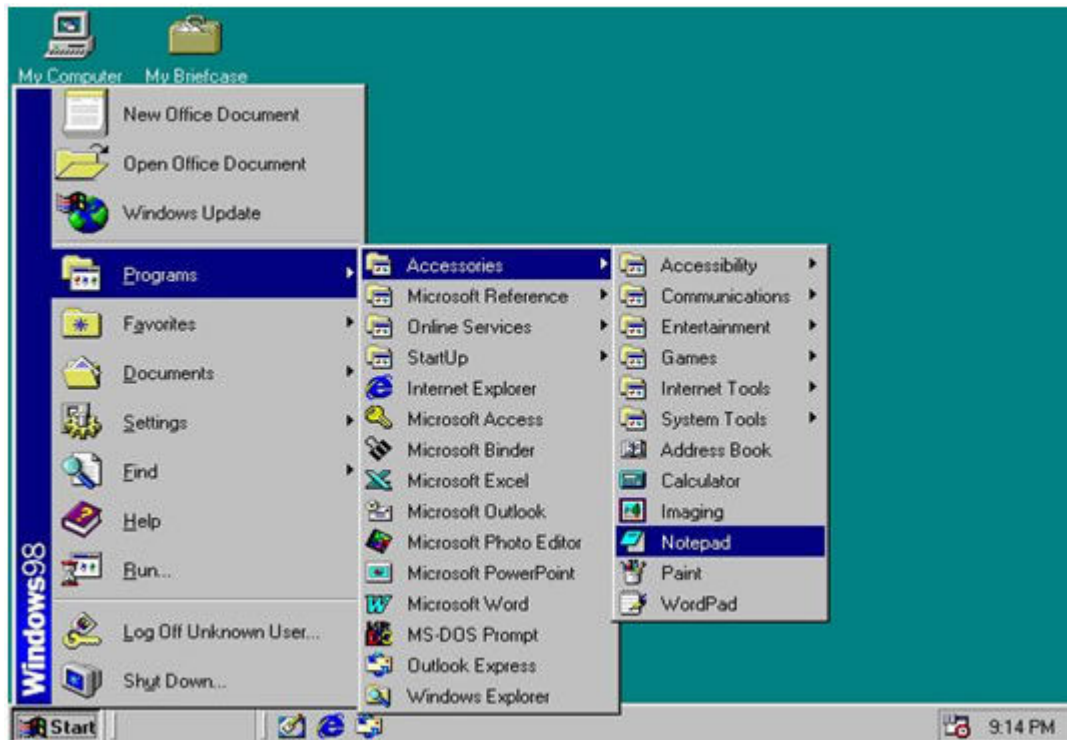 My Computer
My Briefcase
New Office Document
Open Office Document
Windows Update
Programs
Favorites
Documents
Settings
Find
Help
Run...
Log Off Unknown User...
Shut Down...
Windows98
Accessories
Microsoft Reference
Online Services
StartUp
Internet Explorer
Microsoft Access
Microsoft Binder
Microsoft Excel
Microsoft Outlook
Microsoft Photo Editor
Microsoft PowerPoint
Microsoft Word
MS-DOS Prompt
Outlook Express
Windows Explorer
Accessibility
Communications
Entertainment
Games
Internet Tools
System Tools
Address Book
Calculator
Imaging
Notepad
Paint
WordPad
Start
9:14 PM